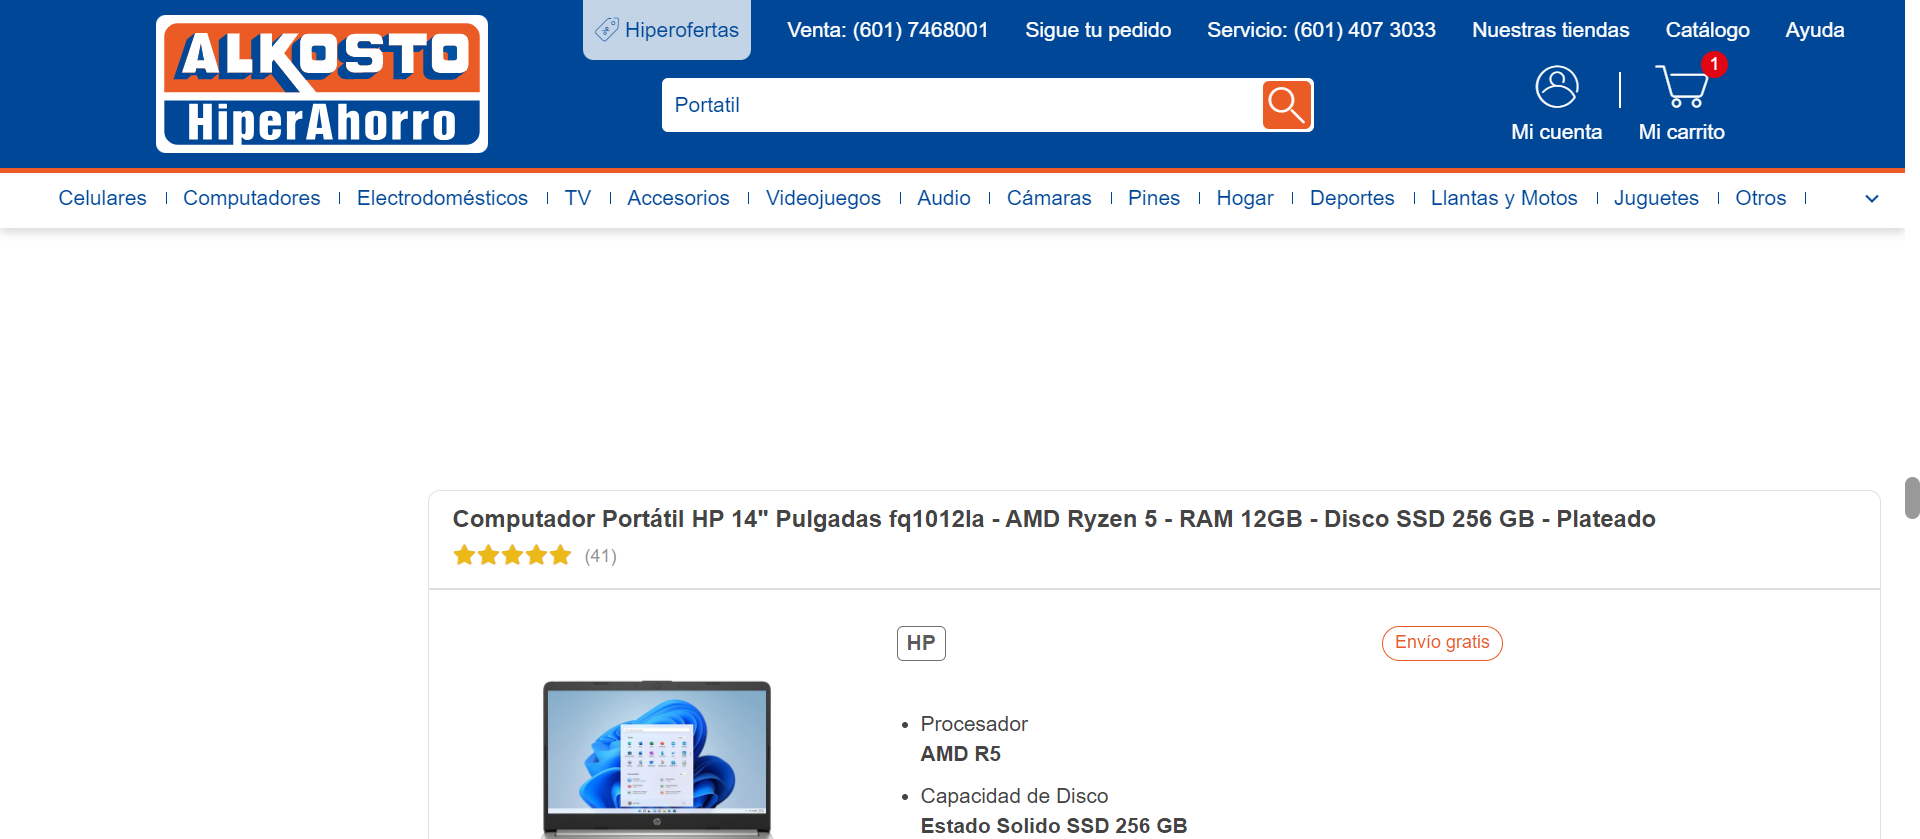 Hiperofertas
Venta: (601) 7468001
Sigue tu pedido
Servicio: (601) 407 3033
Nuestras tiendas
Catálogo
Ayuda
ALKOSTO
HiperAhorro
Portatil
1
Mi cuenta
Mi carrito
Celulares
Computadores
Electrodomésticos
TV
Accesorios
Videojuegos
Audio
Cámaras
Pines
Hogar
Deportes
Llantas y Motos
Juguetes
Otros
Computador Portátil HP 14" Pulgadas fq1012la - AMD Ryzen 5 - RAM 12GB - Disco SSD 256 GB - Plateado
(41)
HP
Envío gratis
Procesador
AMD R5
Capacidad de Disco
Estado Solido SSD 256 GB